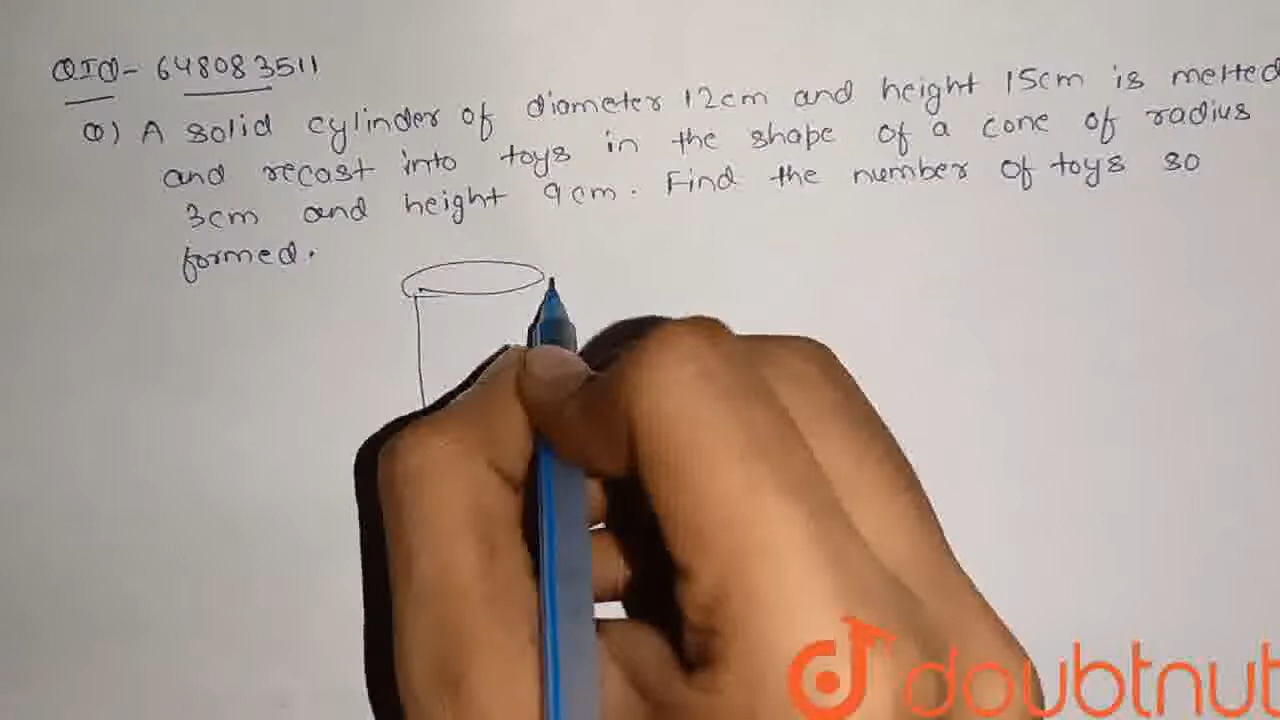 QID- 648083511
Q) A solid cylinder of diameter 12cm and height 15cm is melted
and recast into toys in the shape of a cone of radius
3cm and height 9cm. Find the number of toys so
formed.
doubtnut